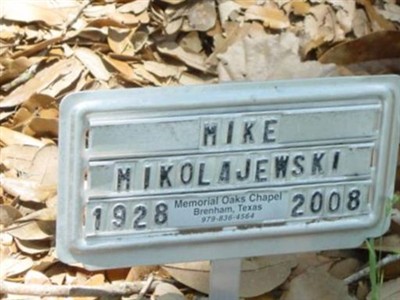 MIKE
MIKOLAJEWSKI
1928 Memorial Oaks Chapel 2008
Brenham, Texas
979-836-4564